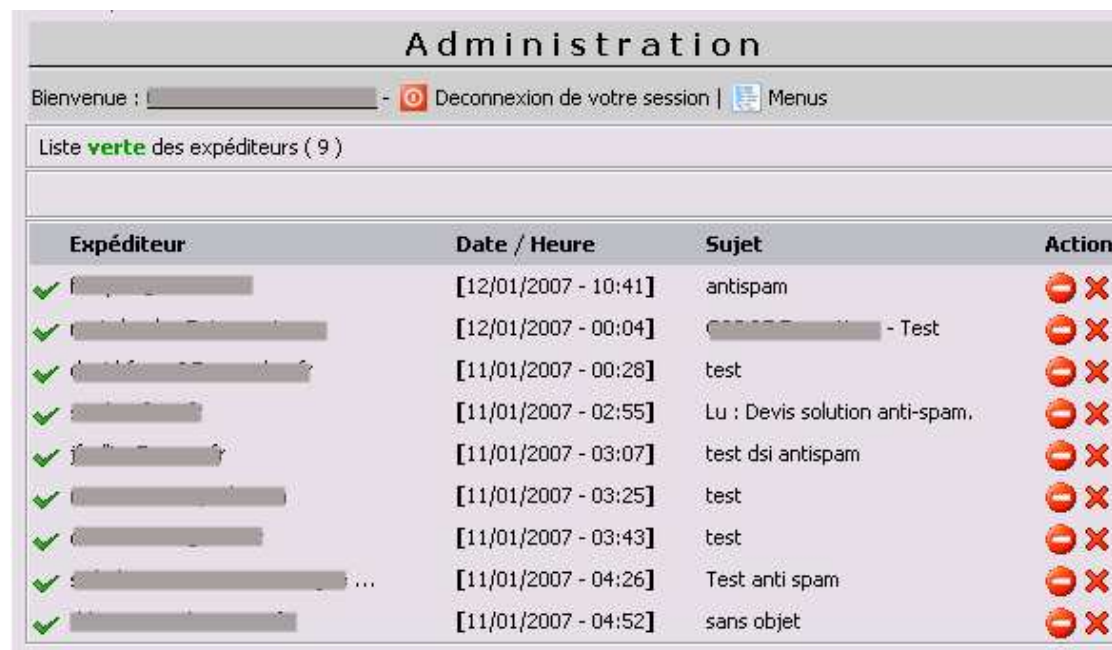 Administration
Bienvenue : - Deconnexion de votre session | Menus
Liste verte des expéditeurs ( 9 )
Expéditeur Date / Heure Sujet Action
[12/01/2007 - 10:41] antispam
[12/01/2007 - 00:04] - Test
[11/01/2007 - 00:28] test
[11/01/2007 - 02:55] Lu : Devis solution anti-spam.
[11/01/2007 - 03:07] test dsi antispam
[11/01/2007 - 03:25] test
[11/01/2007 - 03:43] test
... [11/01/2007 - 04:26] Test anti spam
[11/01/2007 - 04:52] sans objet